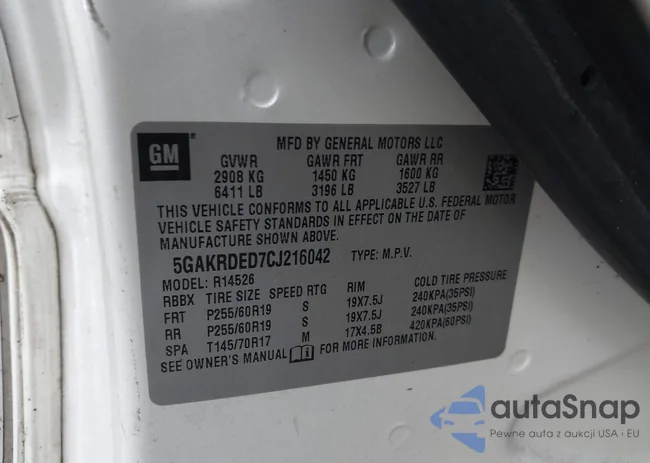 GM
MFD BY GENERAL MOTORS LLC
GVWR GAWR FRT GAWR RR
2908 KG 1450 KG 1600 KG
6411 LB 3196 LB 3527 LB
THIS VEHICLE CONFORMS TO ALL APPLICABLE U.S. FEDERAL MOTOR
VEHICLE SAFETY STANDARDS IN EFFECT ON THE DATE OF
MANUFACTURE SHOWN ABOVE.
5GAKRDED7CJ216042 TYPE: M.P.V.
MODEL: R14526
RBBX TIRE SIZE SPEED RTG RIM COLD TIRE PRESSURE
FRT P255/60R19 S 19X7.5J 240KPA(35PSI)
RR P255/60R19 S 19X7.5J 240KPA(35PSI)
SPA T145/70R17 M 17X4.5B 420KPA(60PSI)
SEE OWNER'S MANUAL FOR MORE INFORMATION.
autaSnap
Pewne auta z aukcji USA i EU